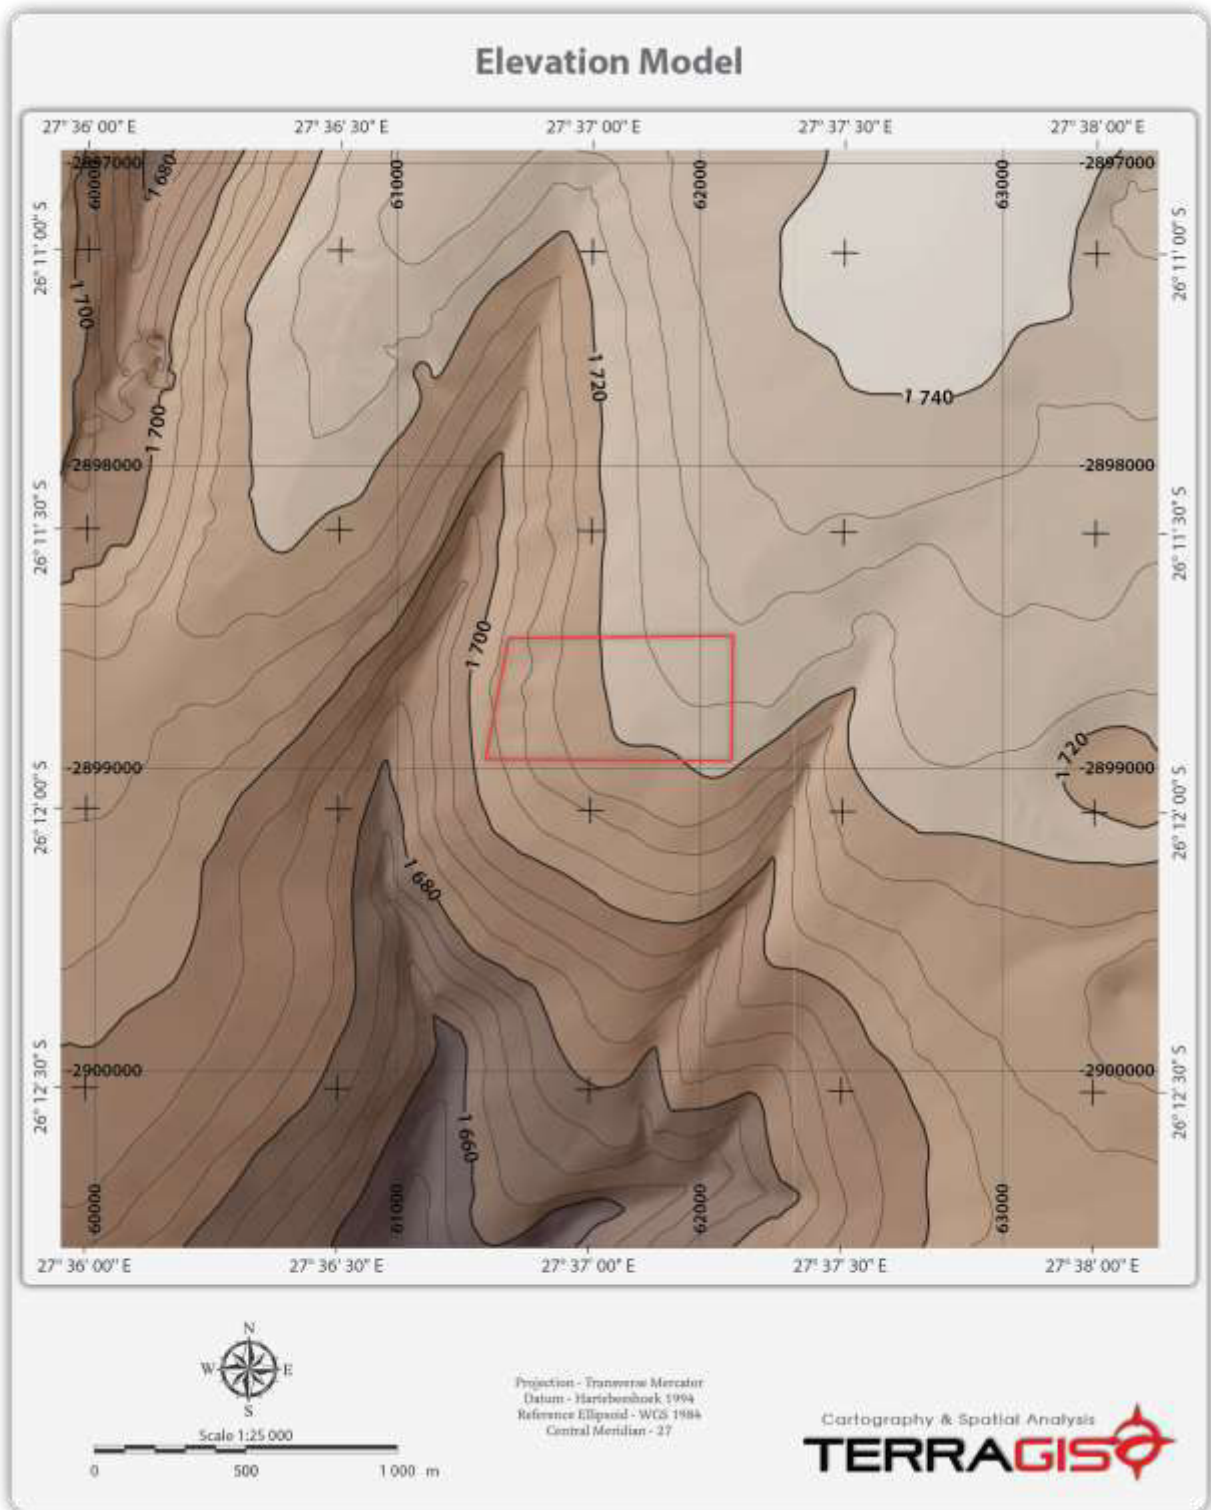 Elevation Model
27° 36' 00" E
27° 36' 30" E
27° 37' 00" E
27° 37' 30" E
27° 38' 00" E
-2897000
60000
1 680
61000
62000
63000
-2897000
26° 11' 00" S
26° 11' 00" S
1 700
1 720
1 740
1 700
-2898000
-2898000
26° 11' 30" S
26° 11' 30" S
1 700
1 720
-2899000
-2899000
26° 12' 00" S
26° 12' 00" S
1 680
-2900000
-2900000
26° 12' 30" S
26° 12' 30" S
1 660
60000
61000
62000
63000
27° 36' 00" E
27° 36' 30" E
27° 37' 00" E
27° 37' 30" E
27° 38' 00" E
N
W E
S
Scale 1:25 000
0 500 1 000 m
Projection - Transverse Mercator
Datum - Hartebeeshoek 1994
Reference Ellipsoid - WGS 1984
Central Meridian - 27
Cartography & Spatial Analysis
TERRAGIS